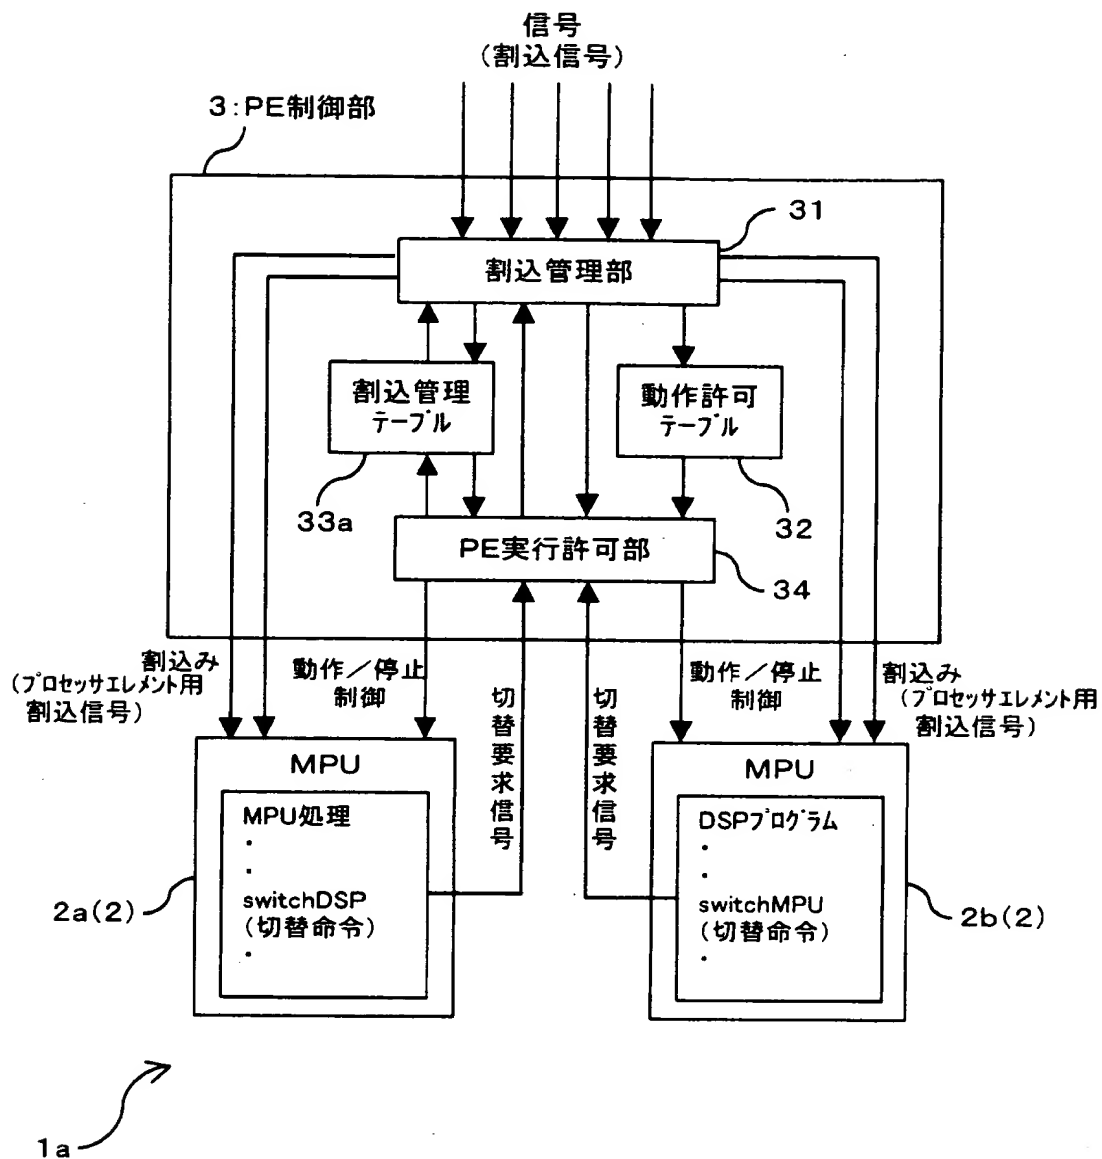 信号
(割込信号)
3:PE制御部
31
割込管理部
割込管理
テーブル
動作許可
テーブル
33a
32
PE実行許可部
34
割込み
(プロセッサエレメント用
割込信号)
動作/停止
制御
切替要求信号
切替要求信号
動作/停止
制御
割込み
(プロセッサエレメント用
割込信号)
MPU
MPU処理
・
・
switchDSP
(切替命令)
・
2a(2)
MPU
DSPプログラム
・
・
switchMPU
(切替命令)
・
2b(2)
1a